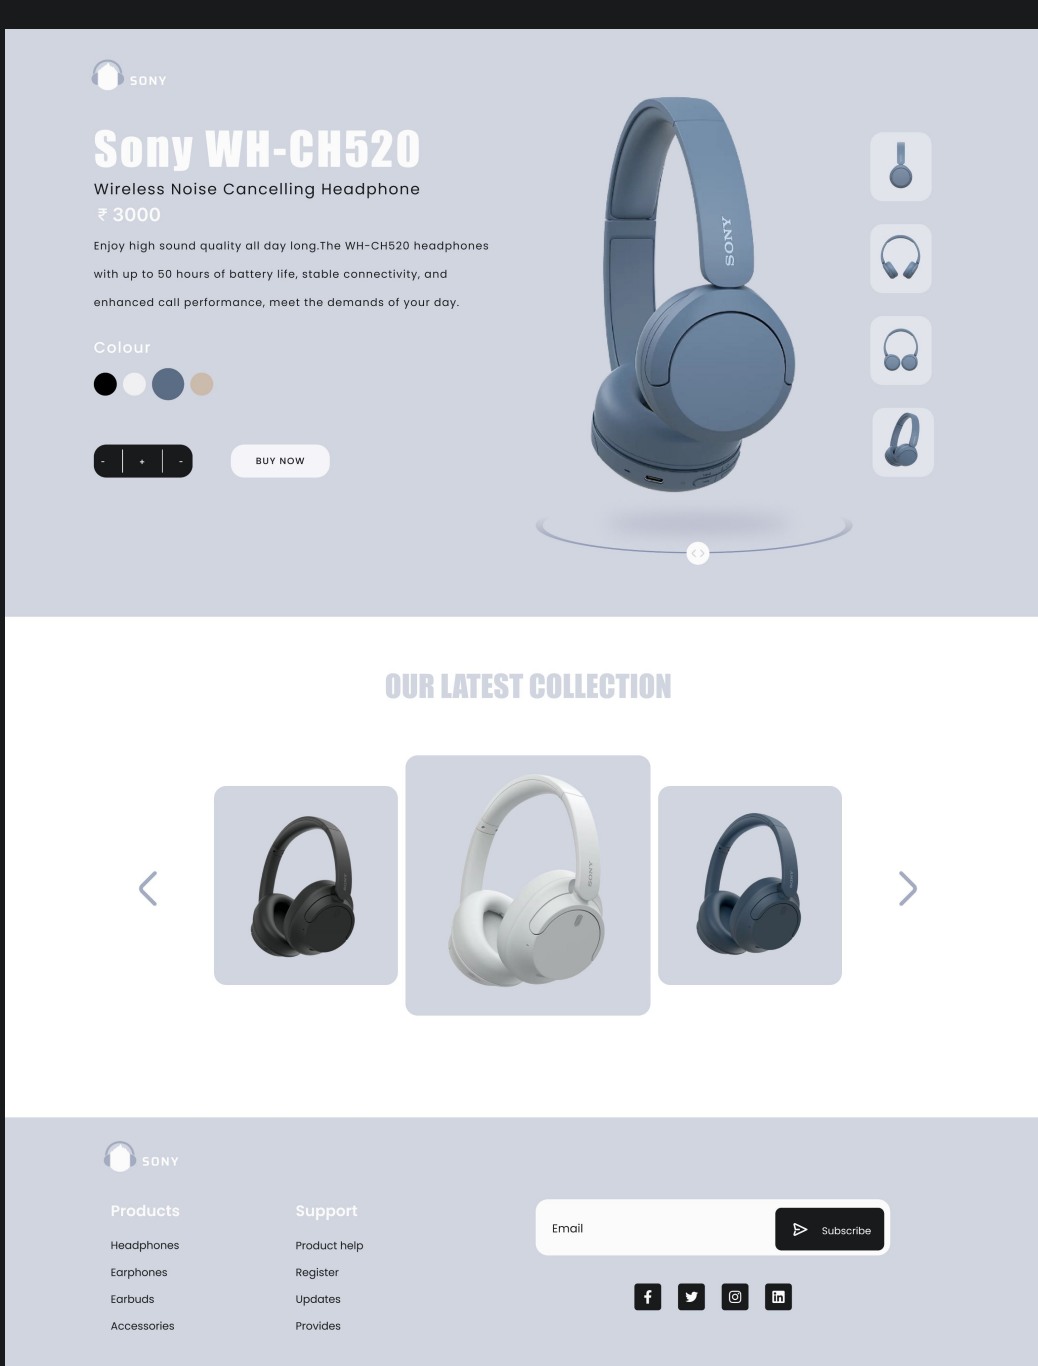 SONY
Sony WH-CH520
Wireless Noise Cancelling Headphone
₹ 3000
Enjoy high sound quality all day long.The WH-CH520 headphones
with up to 50 hours of battery life, stable connectivity, and
enhanced call performance, meet the demands of your day.
Colour
- + -
BUY NOW
SONY
OUR LATEST COLLECTION
SONY
SONY
SONY
SONY
Products
Headphones
Earphones
Earbuds
Accessories
Support
Product help
Register
Updates
Provides
Email
Subscribe